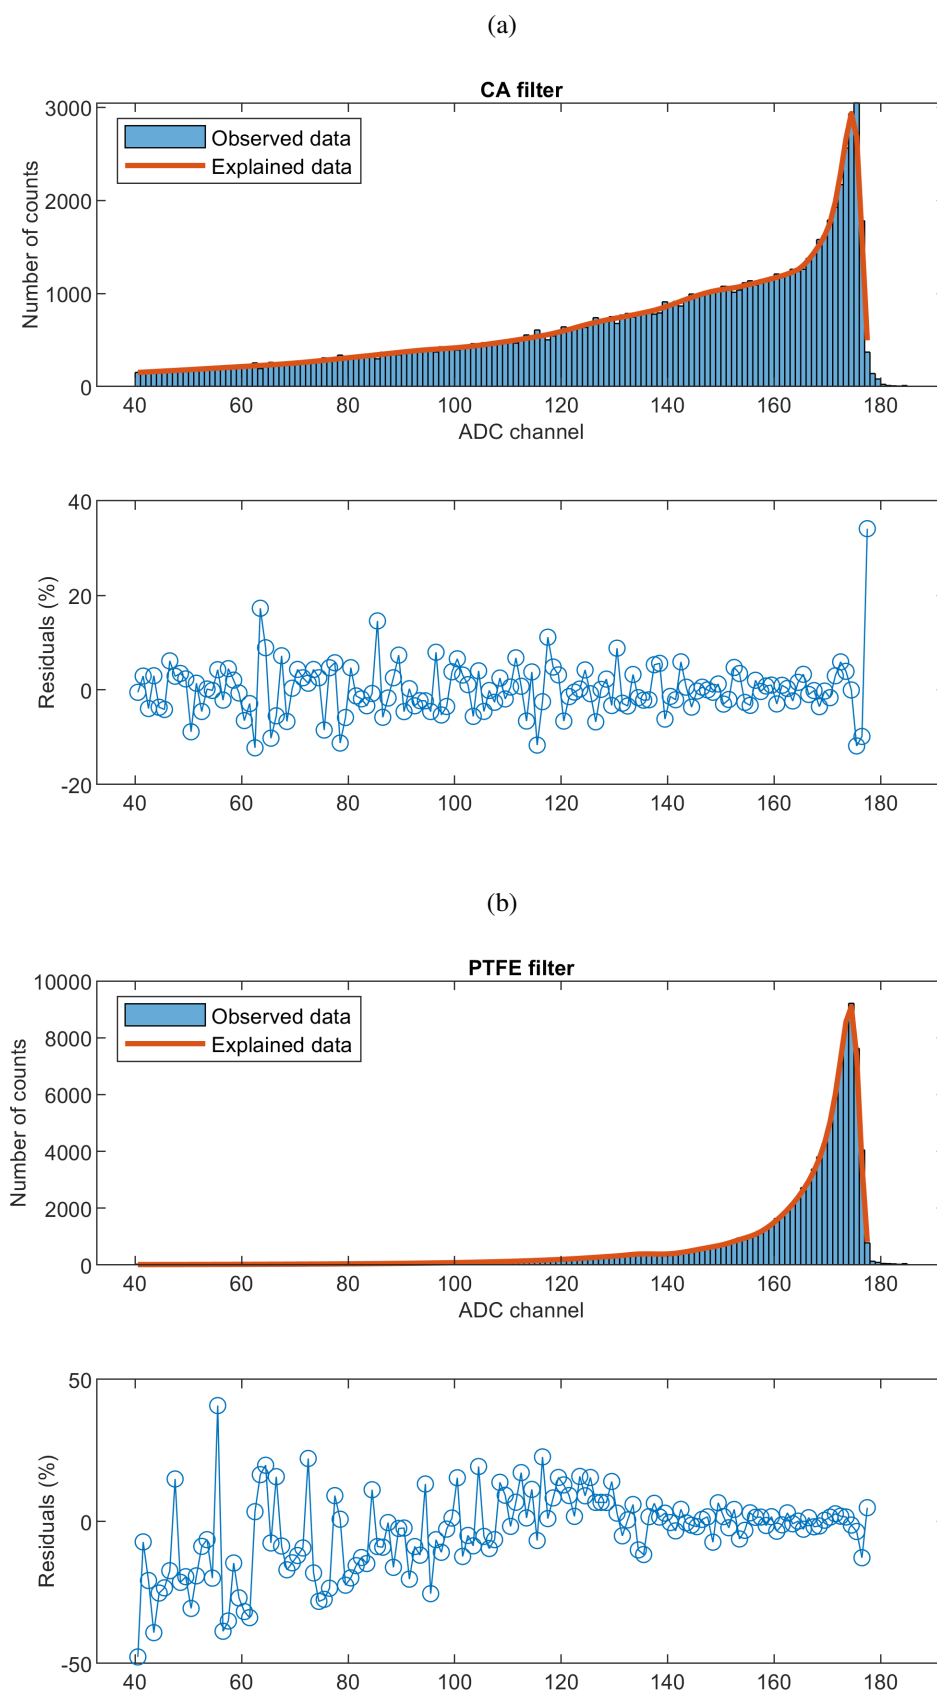 (a)
CA filter
Observed data
Explained data
Number of counts
3000
2000
1000
0
40 60 80 100 120 140 160 180
ADC channel
Residuals (%)
40
20
0
-20
40 60 80 100 120 140 160 180
(b)
PTFE filter
Observed data
Explained data
Number of counts
10000
8000
6000
4000
2000
0
40 60 80 100 120 140 160 180
ADC channel
Residuals (%)
50
0
-50
40 60 80 100 120 140 160 180